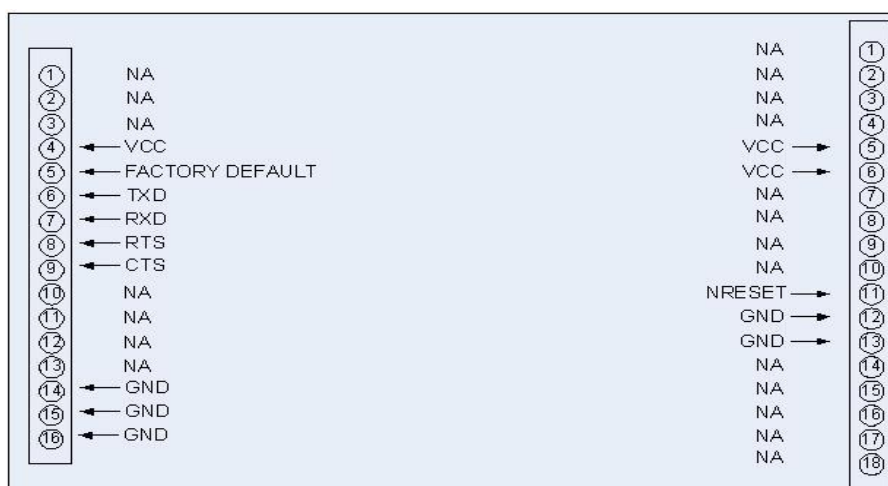 1 NA
2 NA
3 NA
4 VCC
5 FACTORY DEFAULT
6 TXD
7 RXD
8 RTS
9 CTS
10 NA
11 NA
12 NA
13 NA
14 GND
15 GND
16 GND
NA 1
NA 2
NA 3
NA 4
VCC 5
VCC 6
NA 7
NA 8
NA 9
NA 10
NRESET 11
GND 12
GND 13
NA 14
NA 15
NA 16
NA 17
NA 18